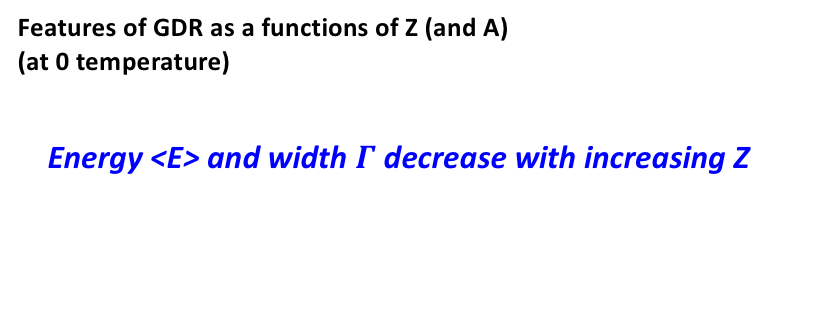 Features of GDR as a functions of Z (and A)
(at 0 temperature)
Energy <E> and width Γ decrease with increasing Z